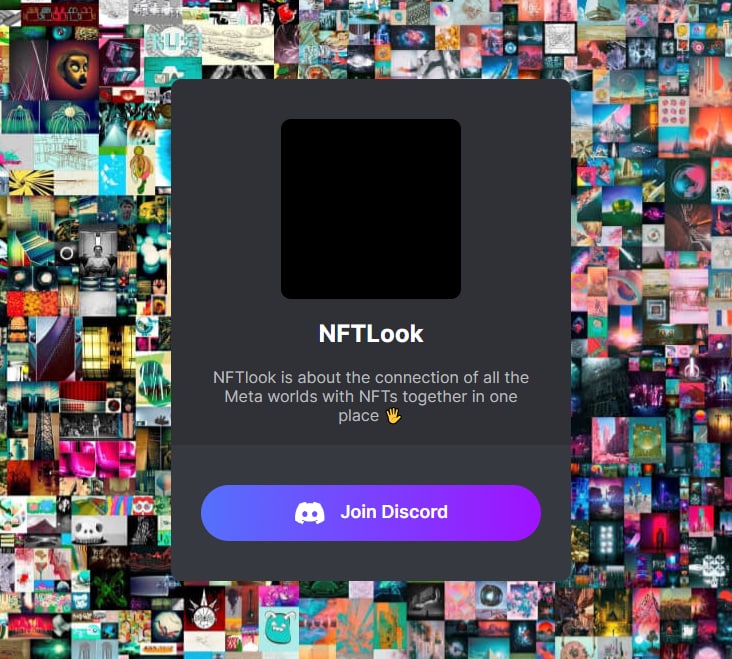 NFTLook
NFTlook is about the connection of all the
Meta worlds with NFTs together in one
place 🖐
Join Discord